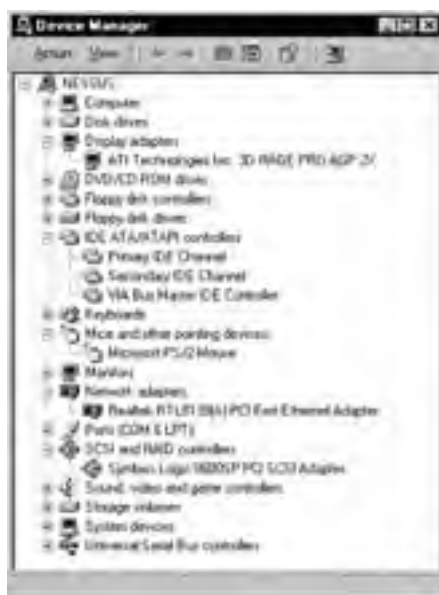 Device Manager
Action View
Computer
Disk drives
Display adapters
ATI Technologies Inc. 3D RAGE PRO AGP
DVD/CD-ROM drives
Floppy disk controllers
Floppy disk drives
IDE ATA/ATAPI controllers
Primary IDE Channel
Secondary IDE Channel
VIA Bus Master IDE Controller
Keyboards
Mice and other pointing devices
Microsoft PS/2 Mouse
Monitors
Network adapters
Realtek PCI Fast Ethernet Adapter
Ports (COM & LPT)
SCSI and RAID controllers
Symbios Logic PCI SCSI Adapter
Sound, video and game controllers
Storage volumes
System devices
Universal Serial Bus controllers